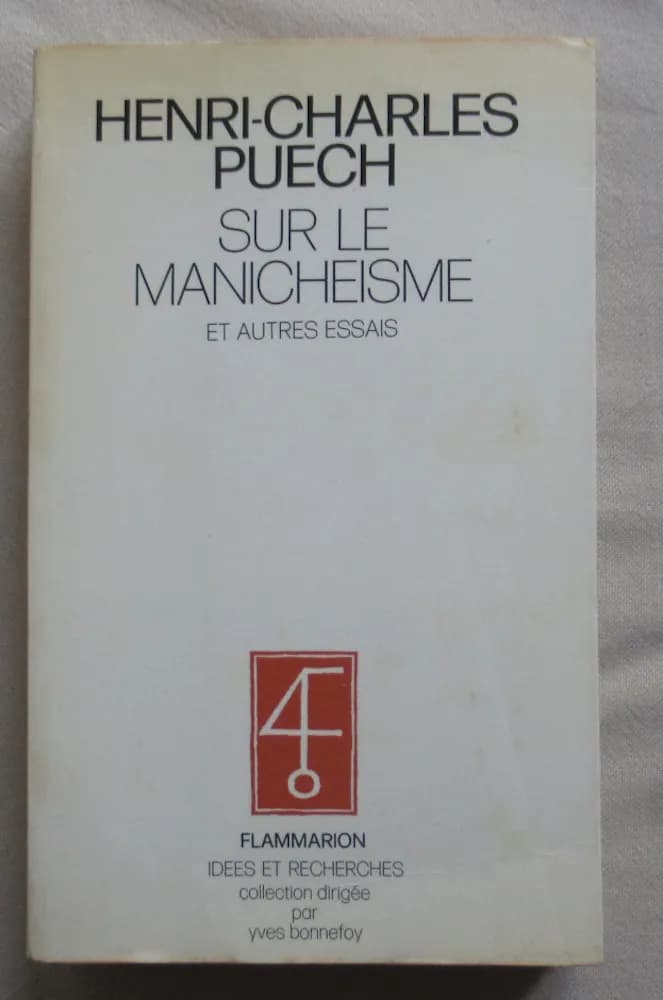 HENRI-CHARLES
PUECH
SUR LE
MANICHEISME
ET AUTRES ESSAIS
FLAMMARION
IDEES ET RECHERCHES
collection dirigée
par
yves bonnefoy